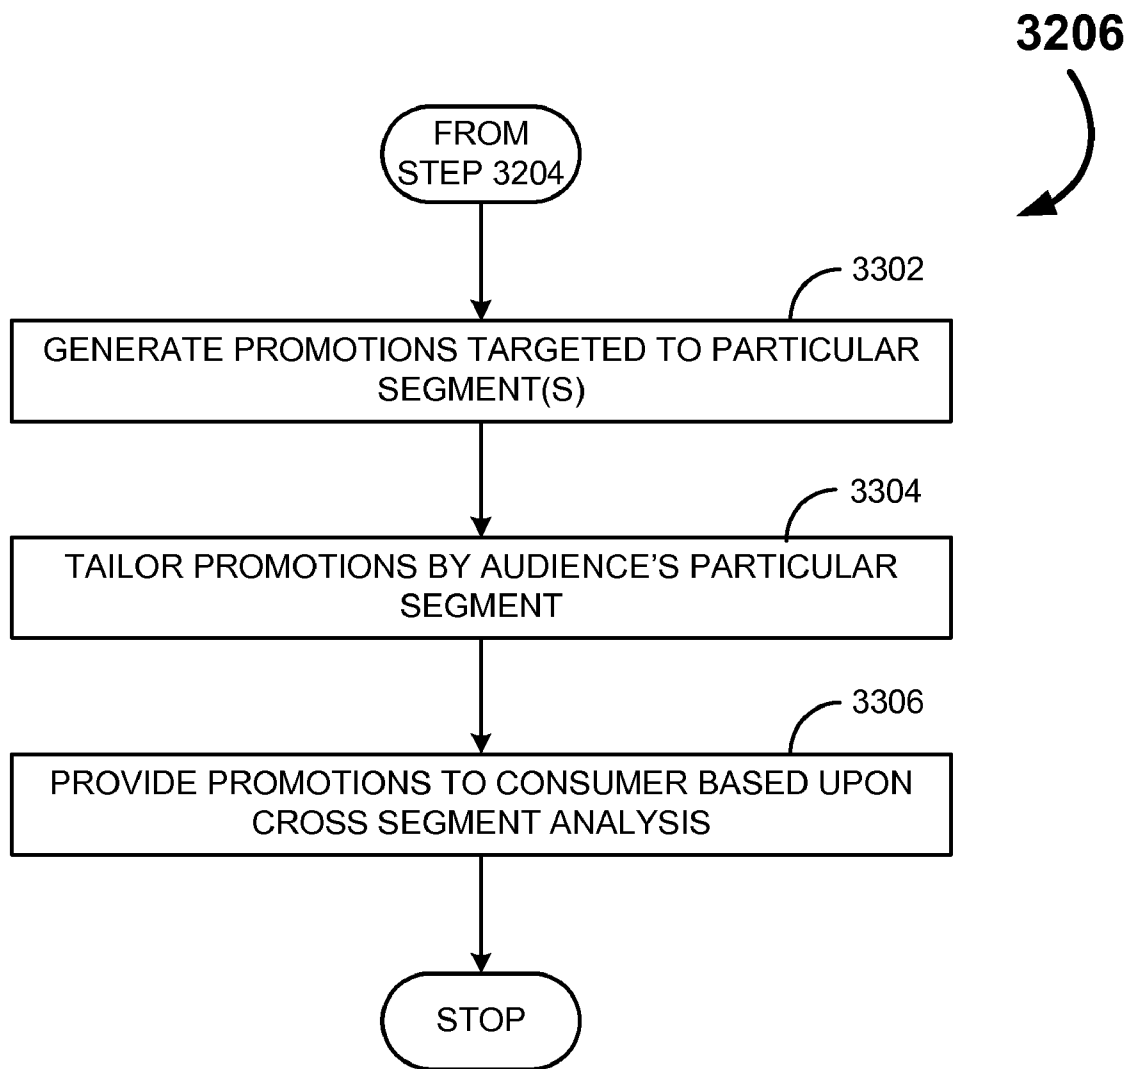 3206
FROM
STEP 3204
3302
GENERATE PROMOTIONS TARGETED TO PARTICULAR
SEGMENT(S)
3304
TAILOR PROMOTIONS BY AUDIENCE'S PARTICULAR
SEGMENT
3306
PROVIDE PROMOTIONS TO CONSUMER BASED UPON
CROSS SEGMENT ANALYSIS
STOP